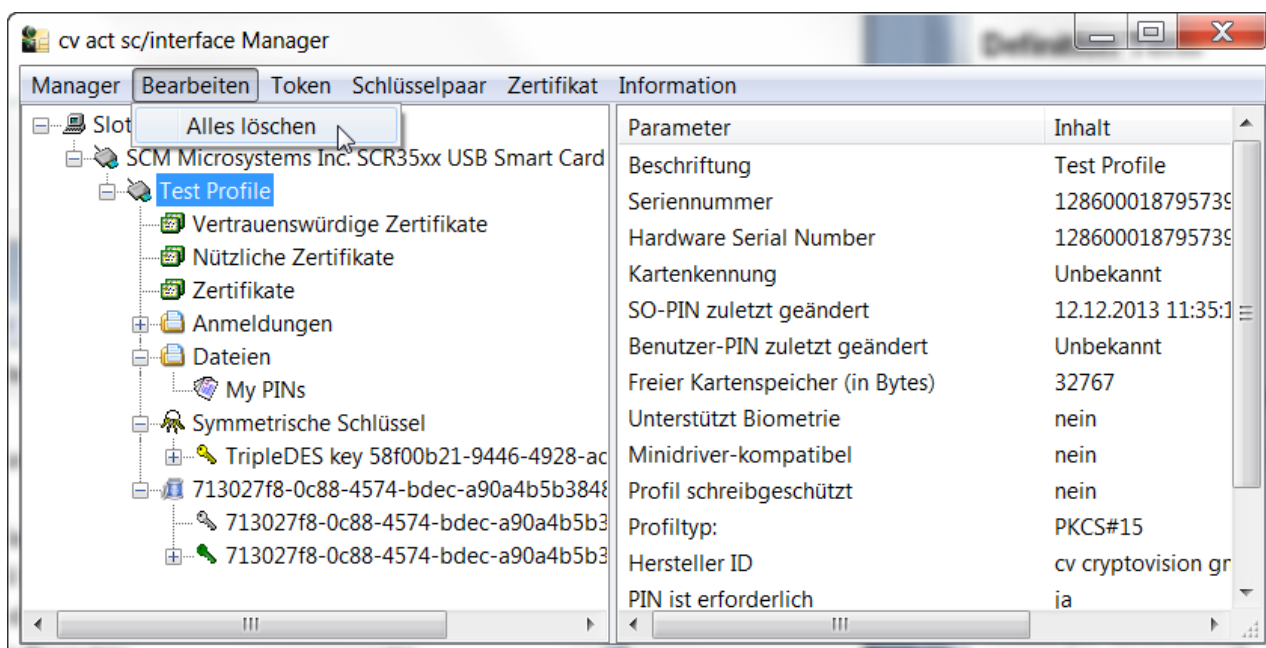 cv act sc/interface Manager
Manager Bearbeiten Token Schlüsselpaar Zertifikat Information
Alles löschen
Slot
SCM Microsystems Inc. SCR35xx USB Smart Card
Test Profile
Vertrauenswürdige Zertifikate
Nützliche Zertifikate
Zertifikate
Anmeldungen
Dateien
My PINs
Symmetrische Schlüssel
TripleDES key 58f00b21-9446-4928-ac
713027f8-0c88-4574-bdec-a90a4b5b3848
713027f8-0c88-4574-bdec-a90a4b5b3
713027f8-0c88-4574-bdec-a90a4b5b3
Parameter Inhalt
Beschriftung Test Profile
Seriennummer 128600018795739
Hardware Serial Number 128600018795739
Kartenkennung Unbekannt
SO-PIN zuletzt geändert 12.12.2013 11:35:1
Benutzer-PIN zuletzt geändert Unbekannt
Freier Kartenspeicher (in Bytes) 32767
Unterstützt Biometrie nein
Minidriver-kompatibel nein
Profil schreibgeschützt nein
Profiltyp: PKCS#15
Hersteller ID cv cryptovision gr
PIN ist erforderlich ja